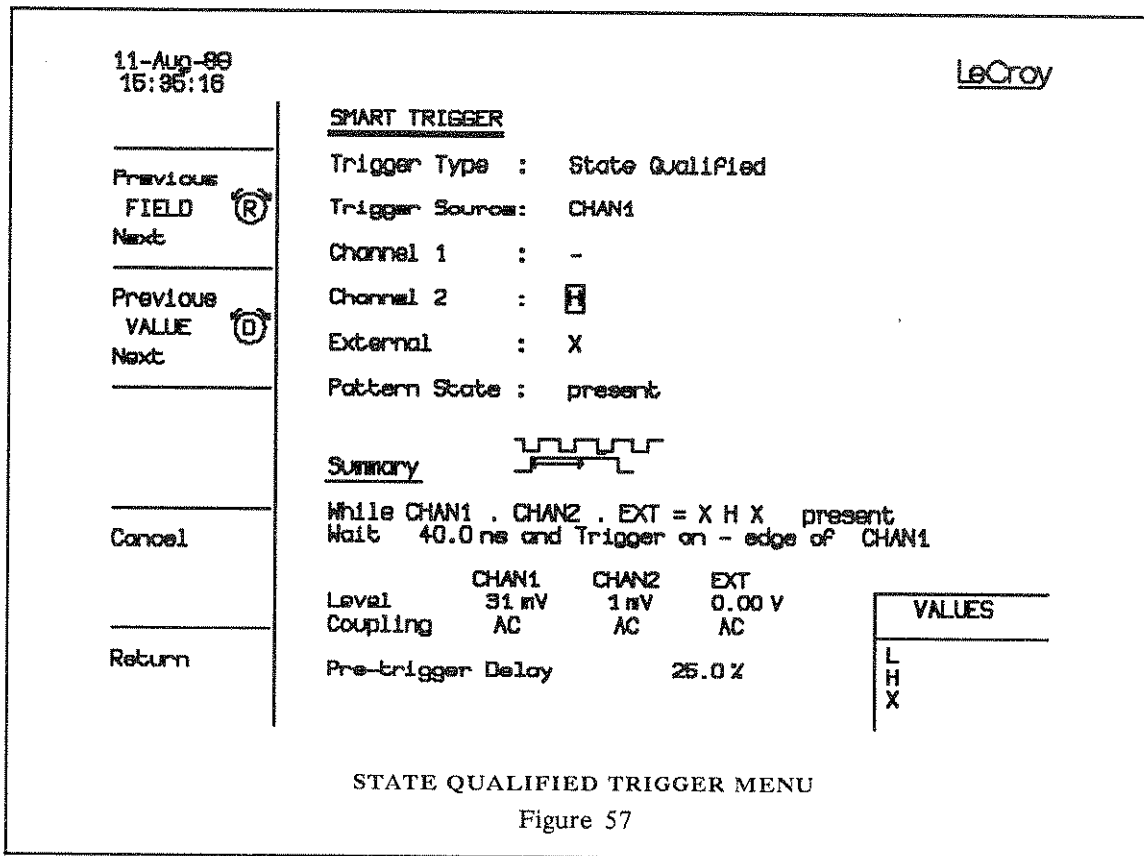 11-Aug-89
15:35:16
LeCroy
SMART TRIGGER
Trigger Type : State Qualified
Previous
FIELD R
Next
Trigger Source: CHAN1
Channel 1 : -
Previous
VALUE D
Next
Channel 2 : H
External : X
Pattern State : present
Summary
While CHAN1 . CHAN2 . EXT = X H X present
Wait 40.0 ns and Trigger on - edge of CHAN1
Cancel
CHAN1 CHAN2 EXT
Level 31 mV 1 mV 0.00 V
Coupling AC AC AC
Return
Pre-trigger Delay 25.0 %
VALUES
L
H
X
STATE QUALIFIED TRIGGER MENU
Figure 57